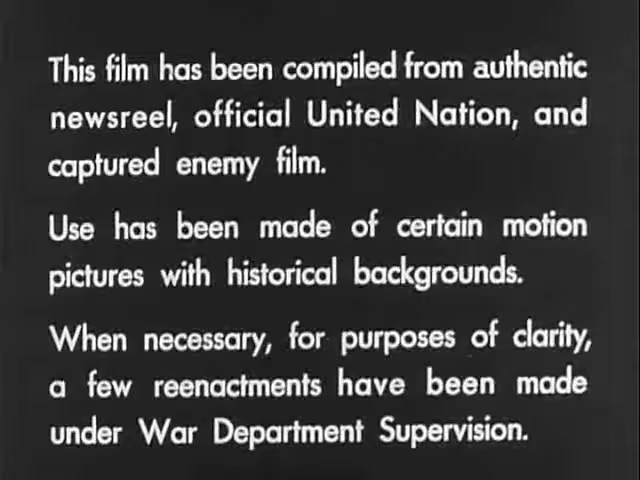 This film has been compiled from authentic
newsreel, official United Nation, and
captured enemy film.
Use has been made of certain motion
pictures with historical backgrounds.
When necessary, for purposes of clarity,
a few reenactments have been made
under War Department Supervision.